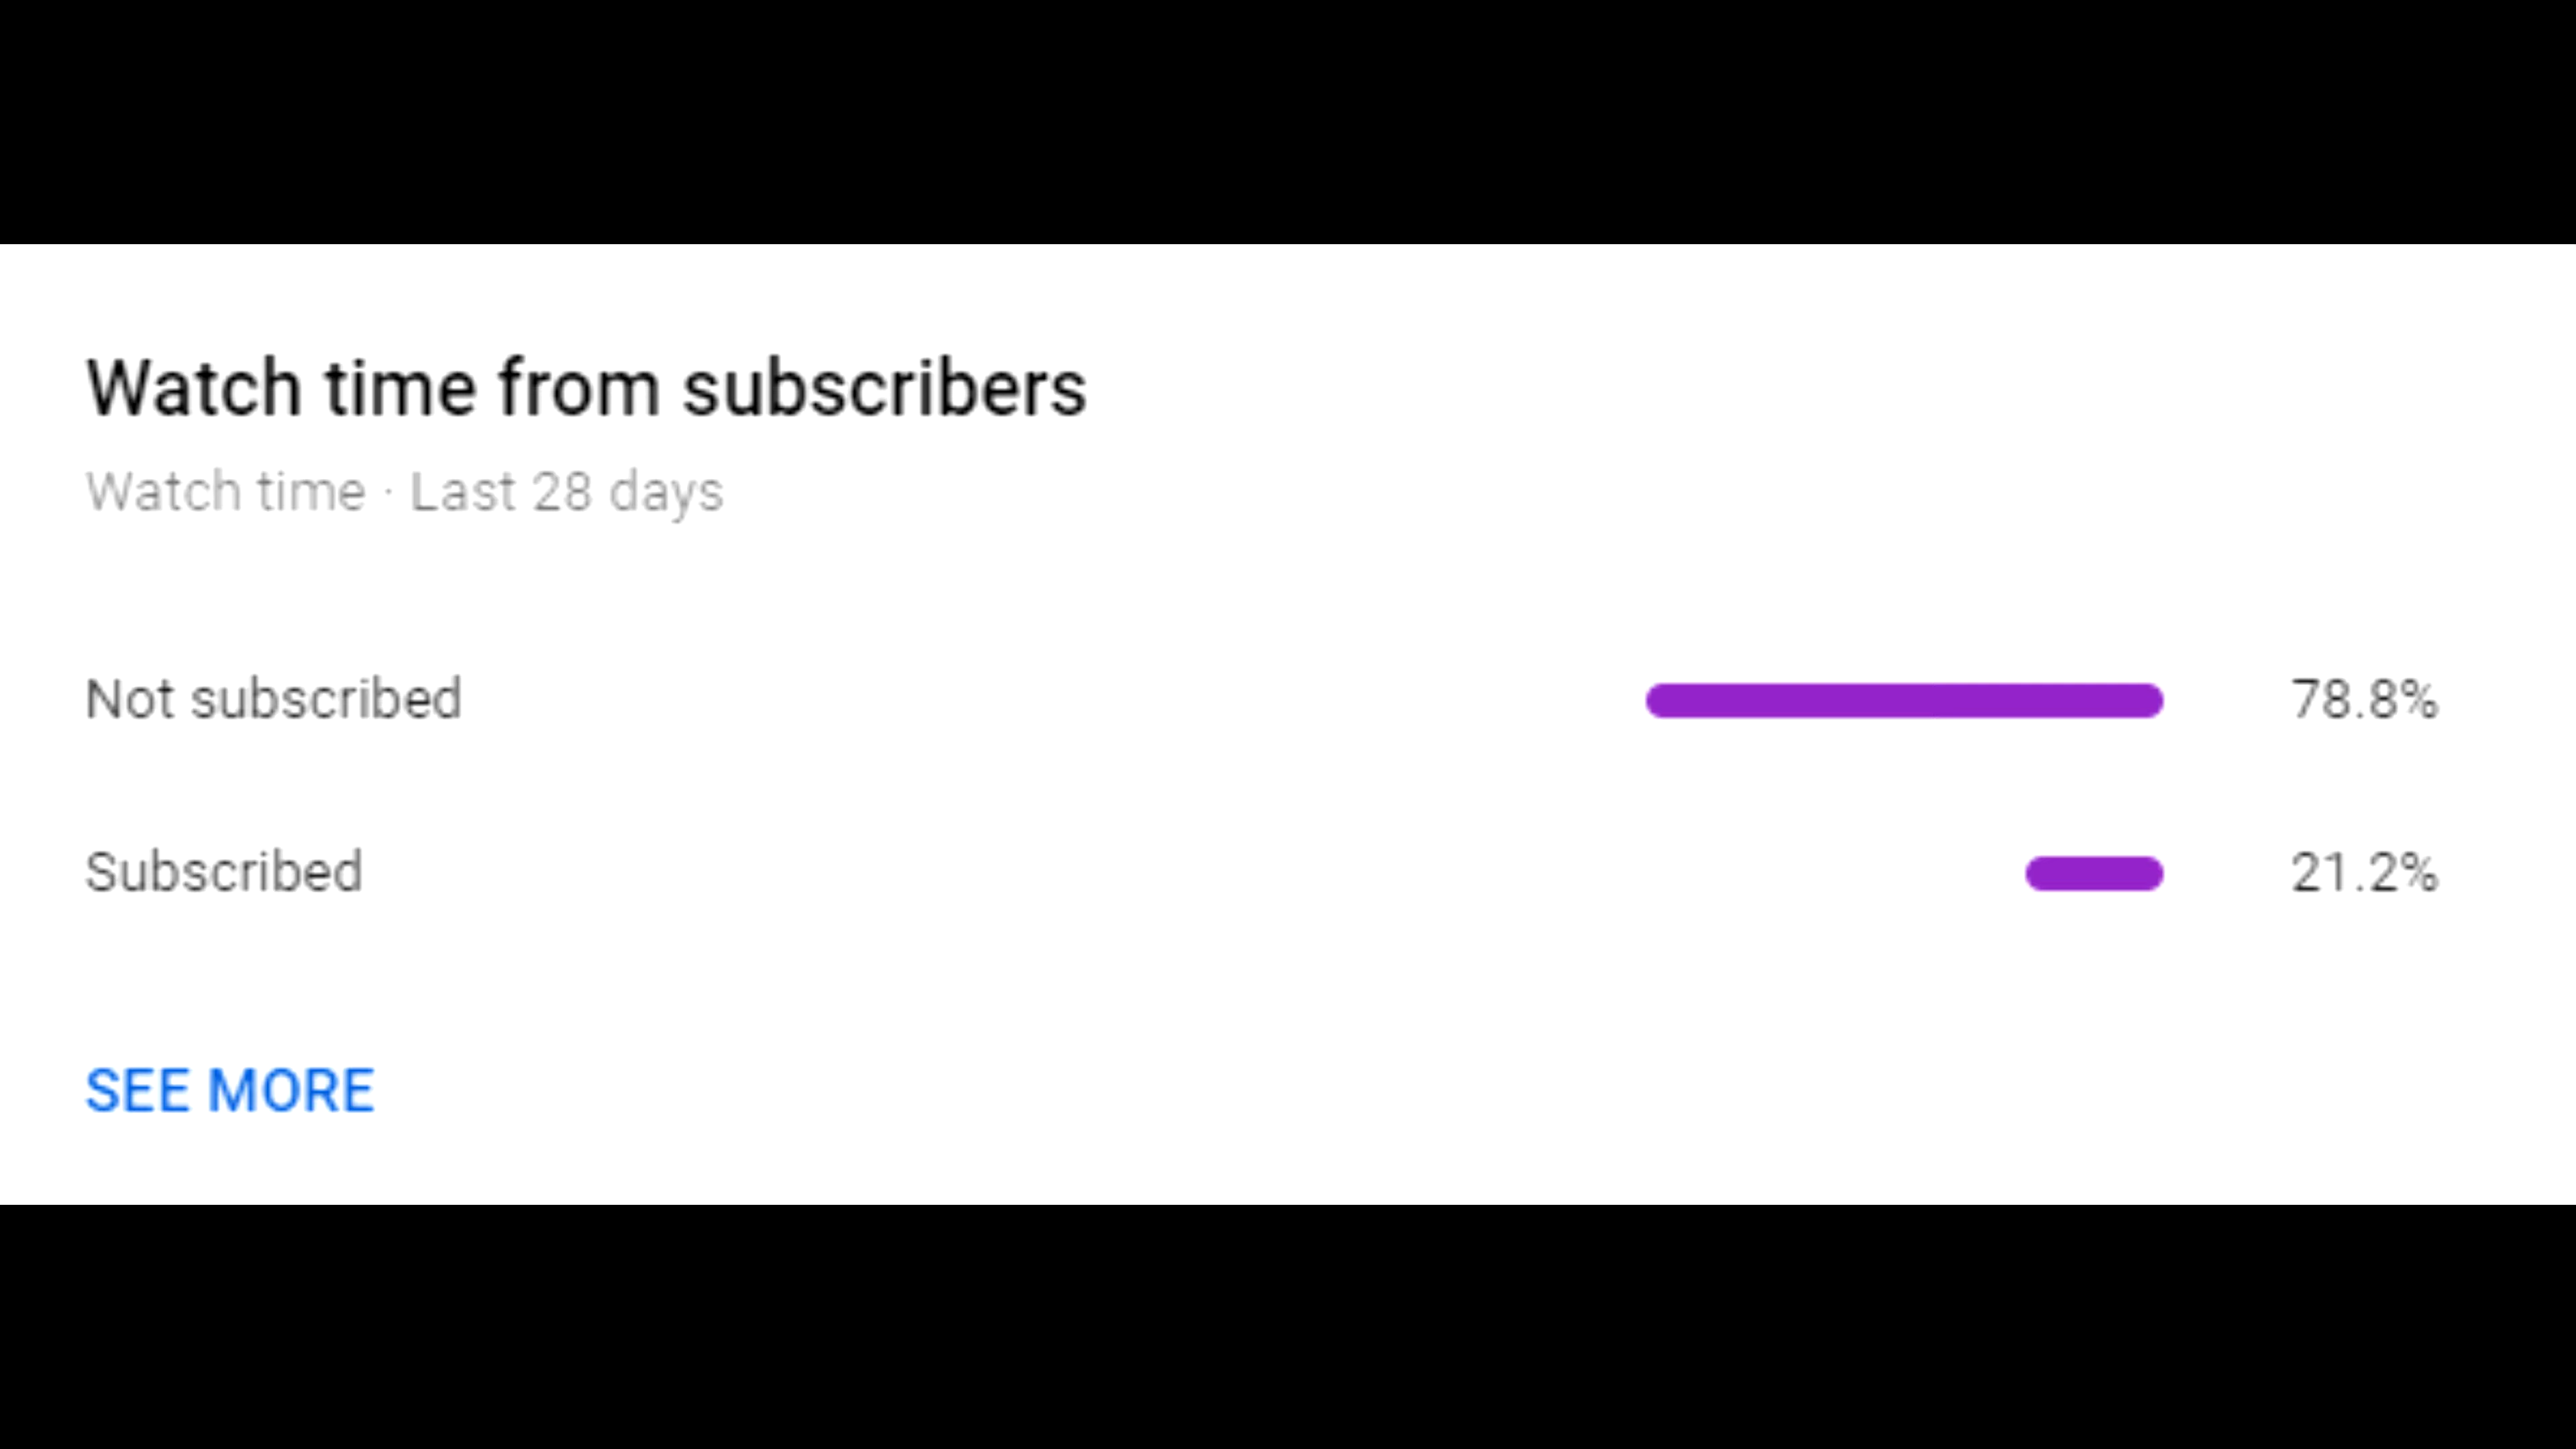 Watch time from subscribers
Watch time · Last 28 days
Not subscribed 78.8%
Subscribed 21.2%
SEE MORE